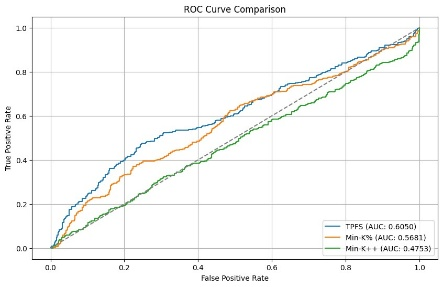 ROC Curve Comparison
True Positive Rate
1.0
0.8
0.6
0.4
0.2
0.0
TPFS (AUC: 0.6050)
Min-K% (AUC: 0.5681)
Min-K++ (AUC: 0.4753)
0.0 0.2 0.4 0.6 0.8 1.0
False Positive Rate